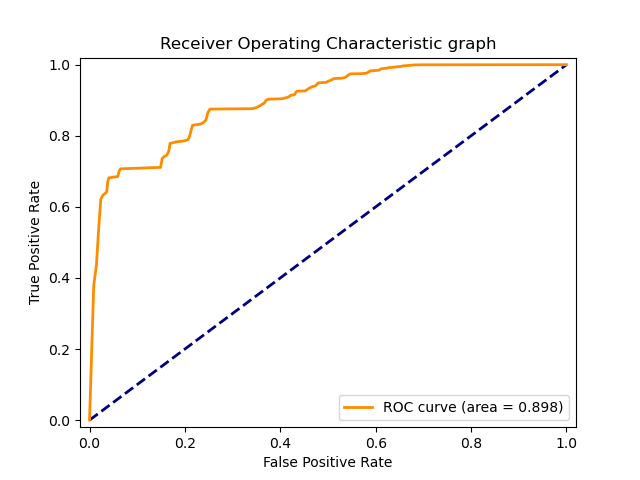 Receiver Operating Characteristic graph
1.0
0.8
0.6
0.4
0.2
0.0
True Positive Rate
ROC curve (area = 0.898)
0.0 0.2 0.4 0.6 0.8 1.0
False Positive Rate